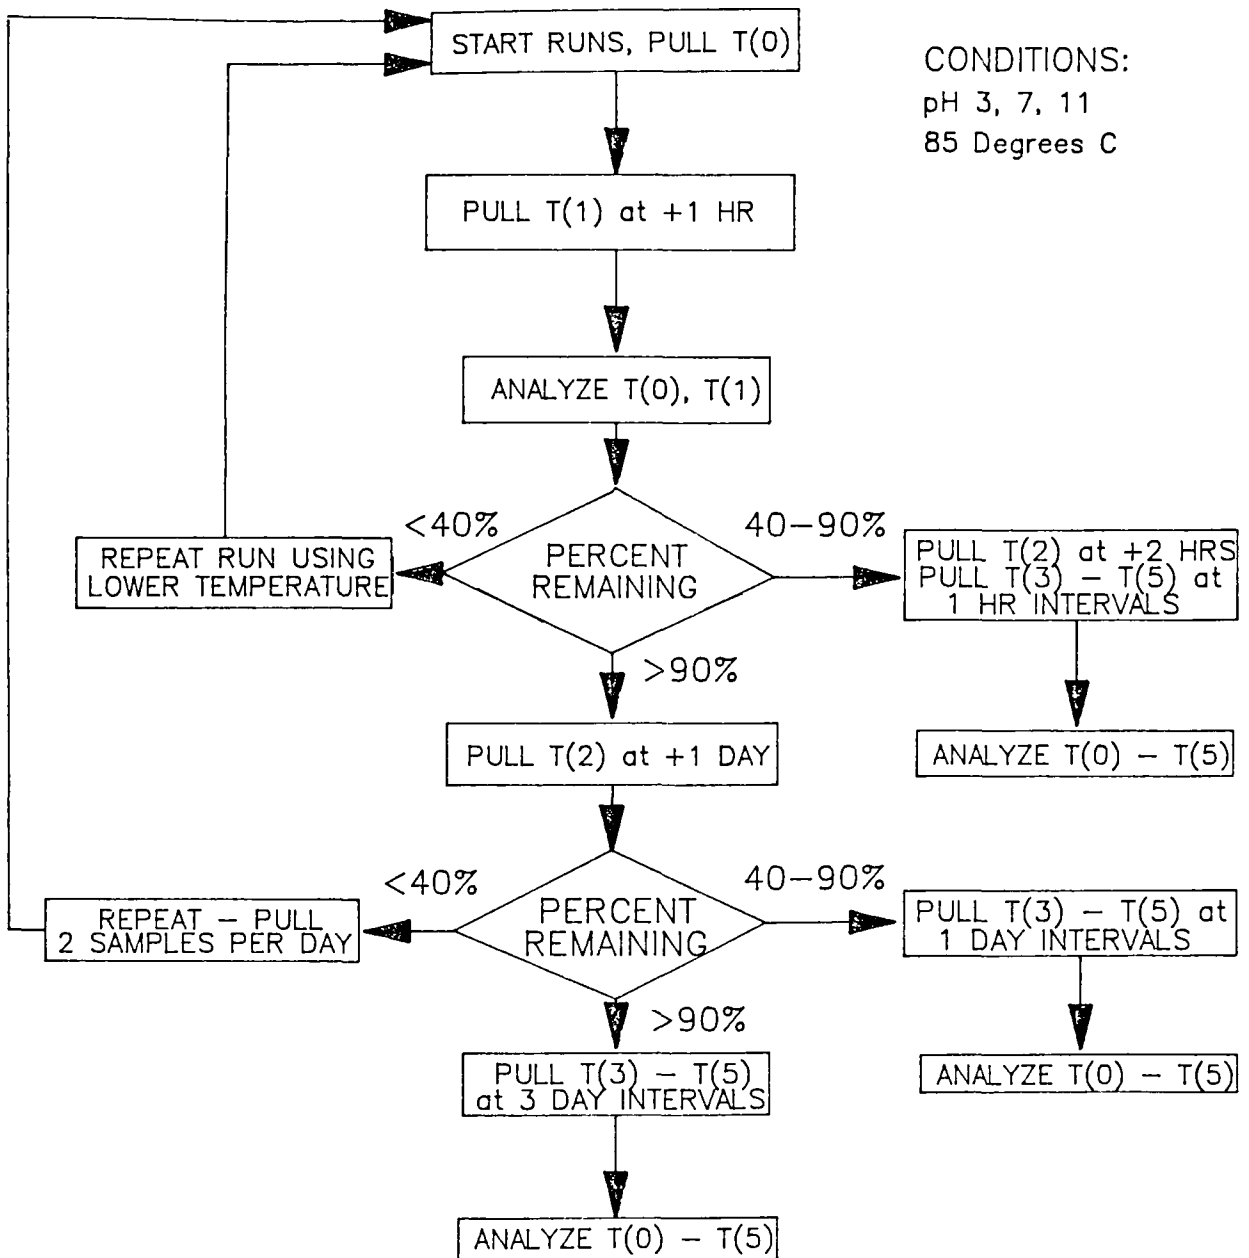 START RUNS, PULL T(0)
CONDITIONS:
pH 3, 7, 11
85 Degrees C
PULL T(1) at +1 HR
ANALYZE T(0), T(1)
<40%
40-90%
PERCENT
REMAINING
REPEAT RUN USING
LOWER TEMPERATURE
PULL T(2) at +2 HRS
PULL T(3) - T(5) at
1 HR INTERVALS
>90%
PULL T(2) at +1 DAY
ANALYZE T(0) - T(5)
<40%
40-90%
PERCENT
REMAINING
REPEAT - PULL
2 SAMPLES PER DAY
PULL T(3) - T(5) at
1 DAY INTERVALS
>90%
PULL T(3) - T(5)
at 3 DAY INTERVALS
ANALYZE T(0) - T(5)
ANALYZE T(0) - T(5)